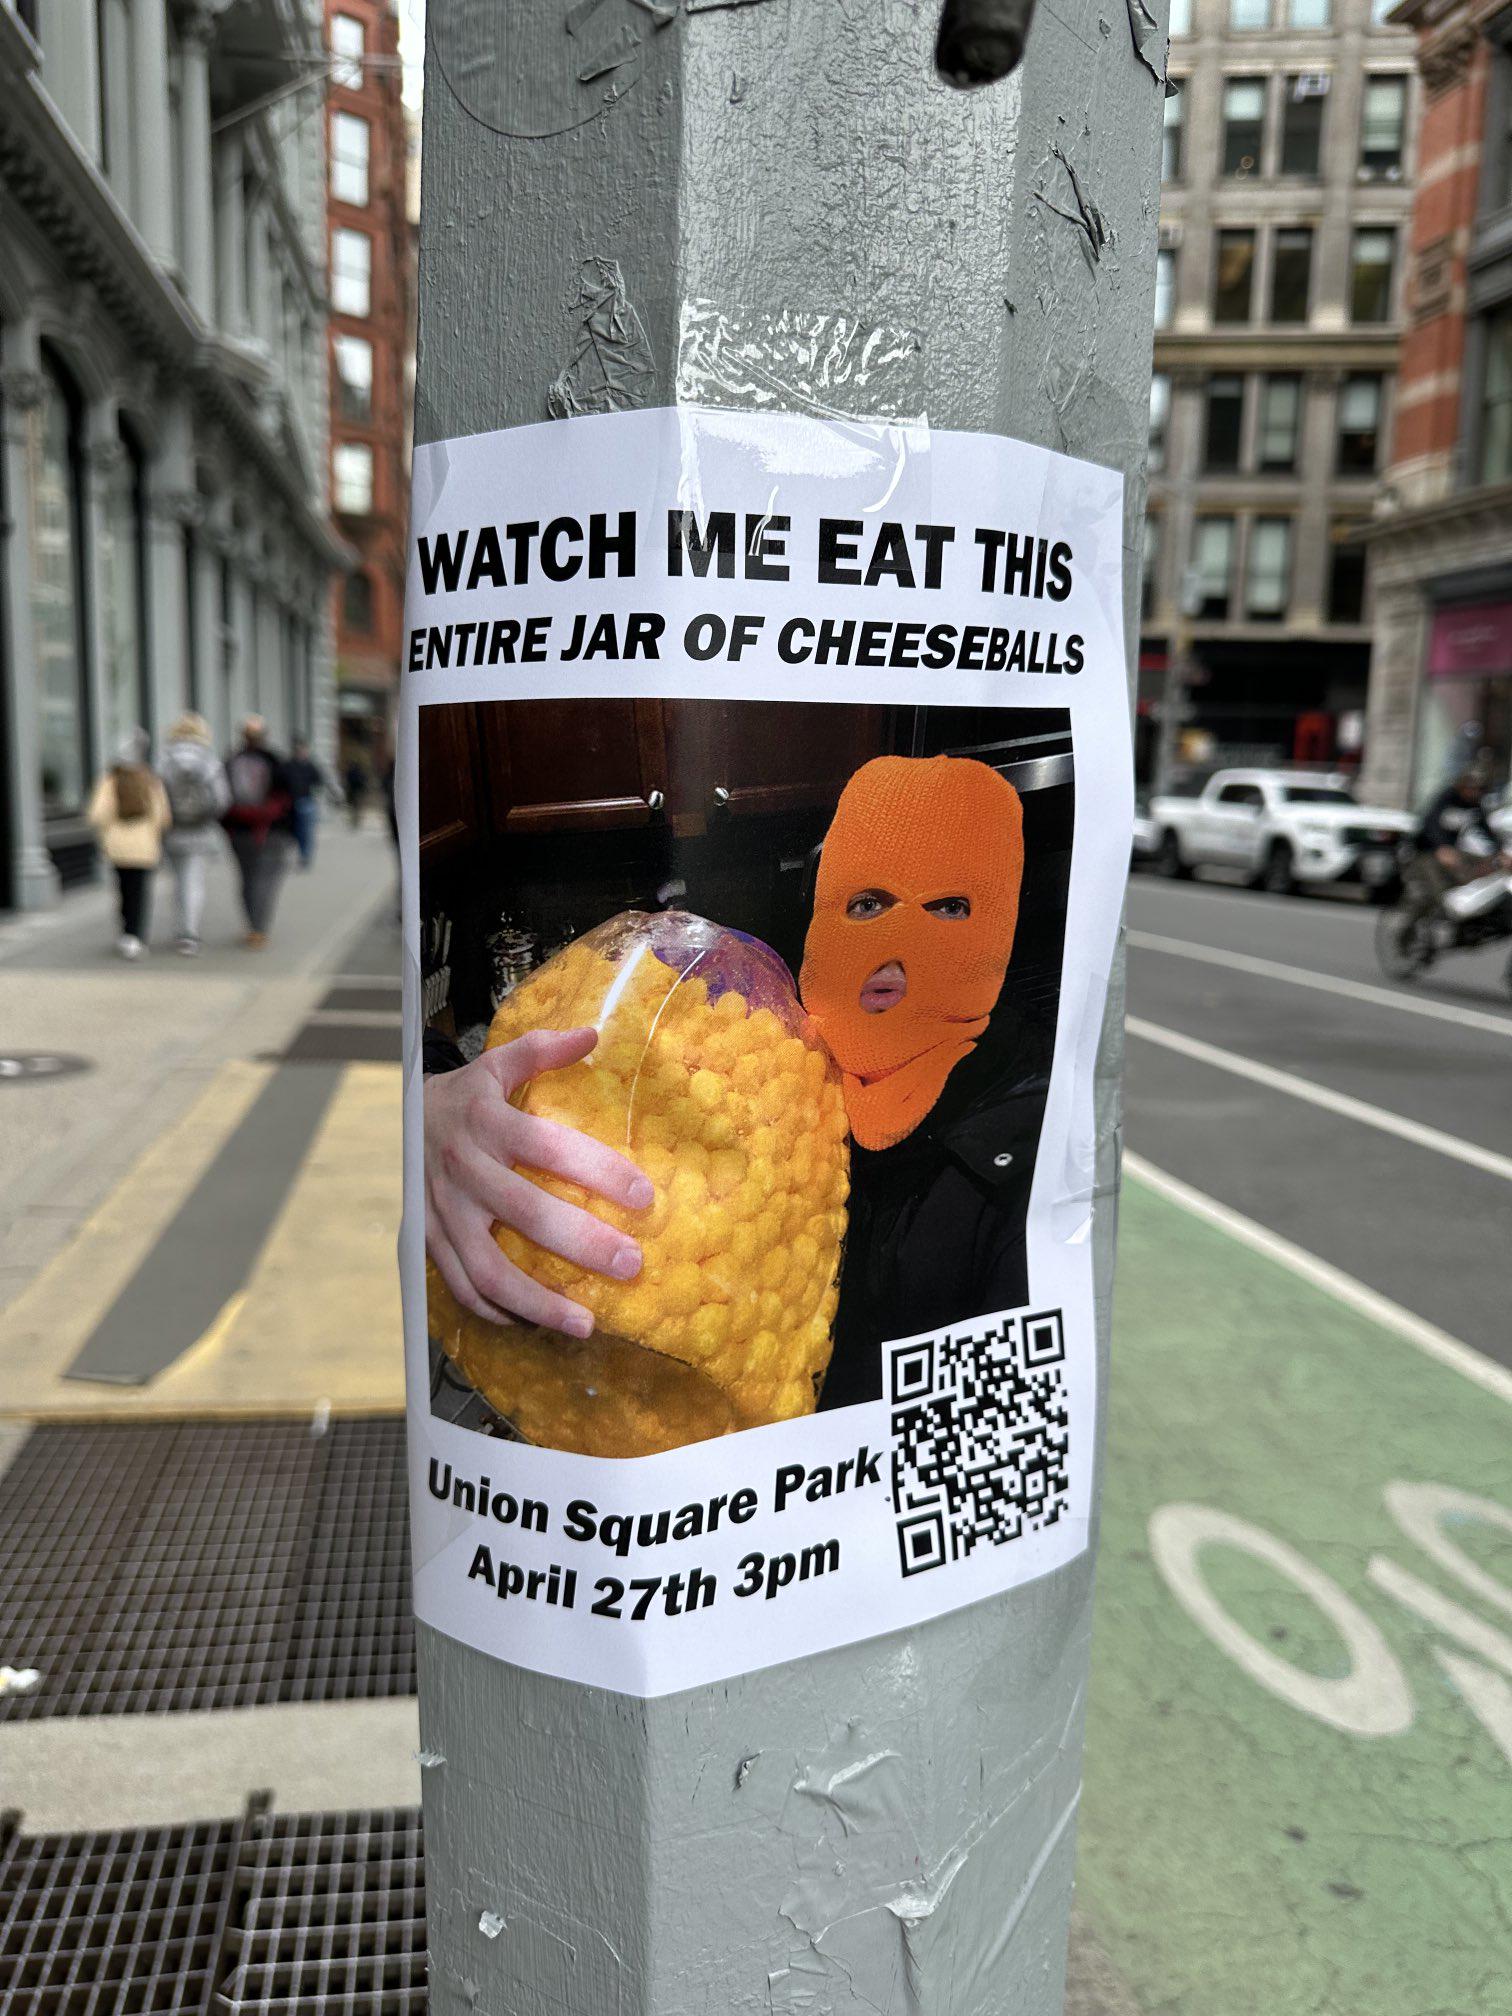 WATCH ME EAT THIS
ENTIRE JAR OF CHEESEBALLS
Union Square Park
April 27th 3pm